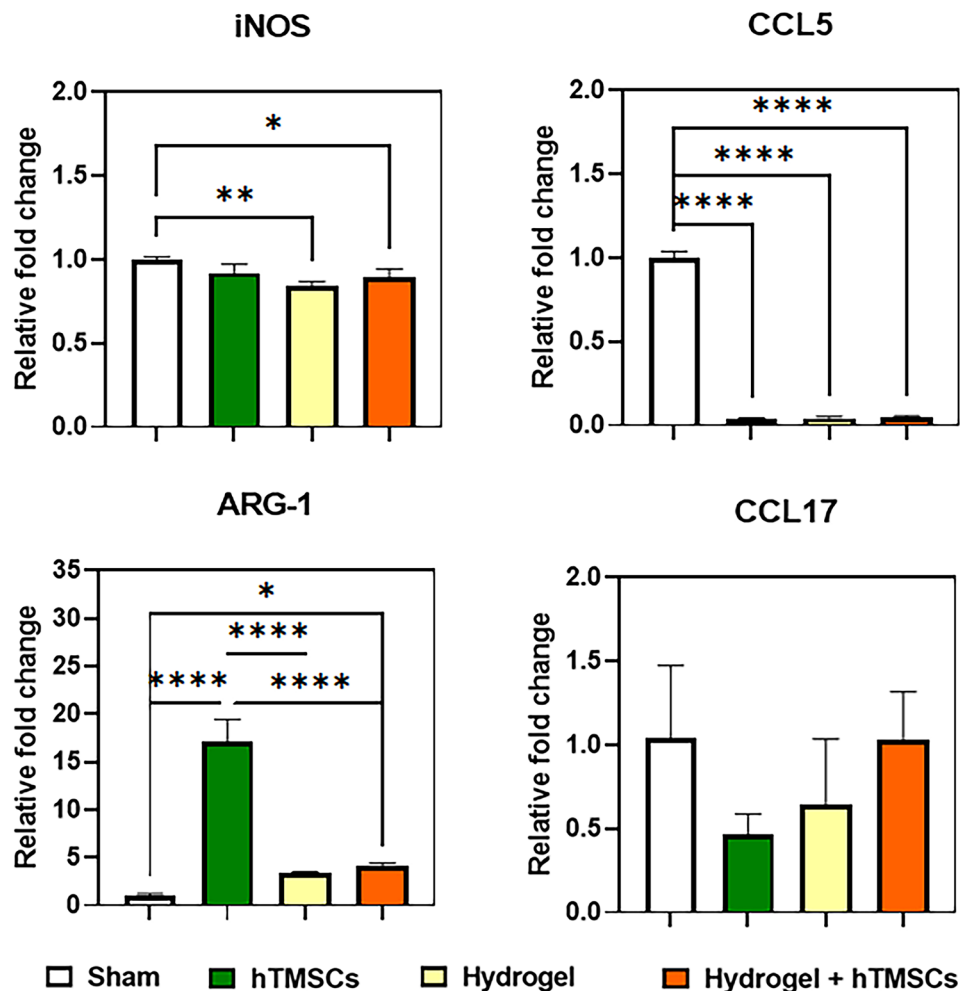 iNOS
Relative fold change
2.0
1.5
1.0
0.5
0.0
*
**
CCL5
Relative fold change
2.0
1.5
1.0
0.5
0.0
****
****
****
ARG-1
Relative fold change
35
30
25
20
15
10
5
0
*
****
****
****
CCL17
Relative fold change
2.0
1.5
1.0
0.5
0.0
Sham
hTMSCs
Hydrogel
Hydrogel + hTMSCs